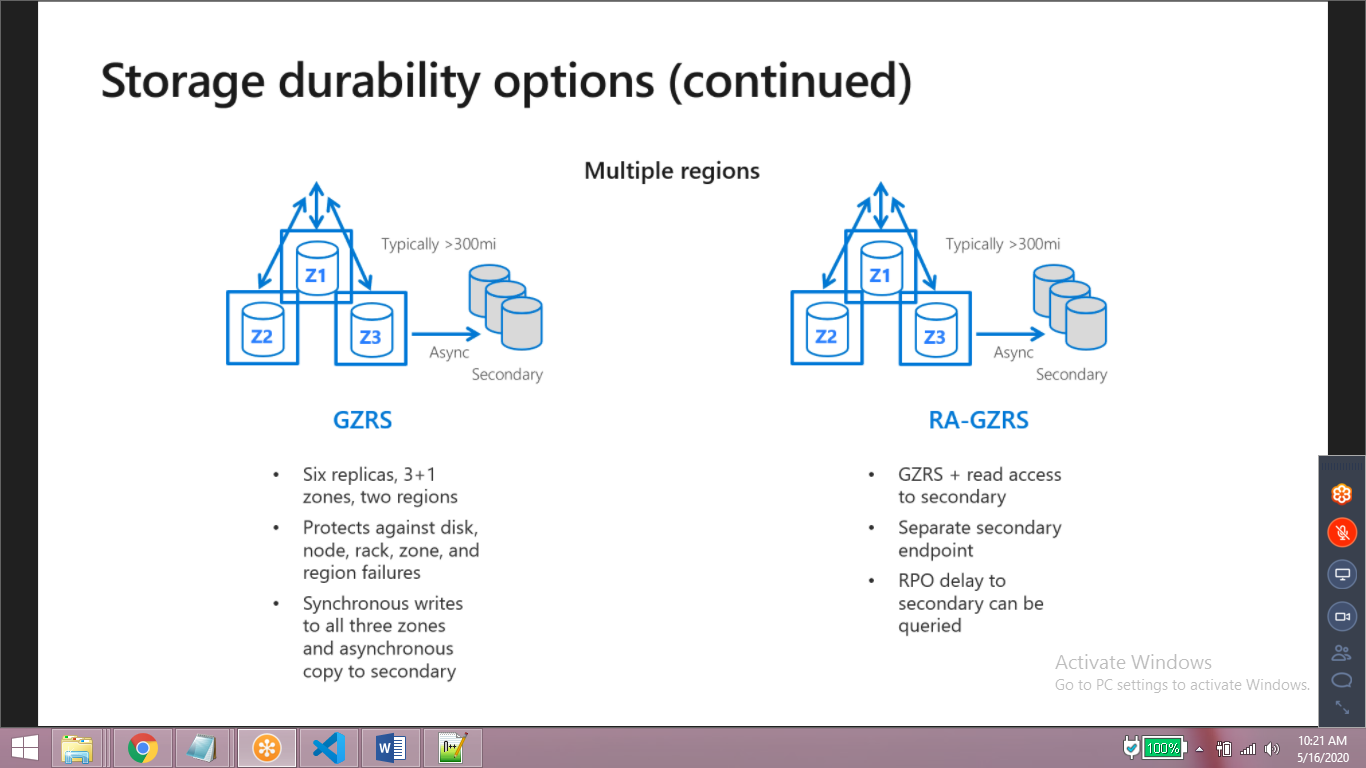 Storage durability options (continued)
Multiple regions
Typically >300mi
Z1
Z2
Z3
Async
Secondary
GZRS
• Six replicas, 3+1
zones, two regions
• Protects against disk,
node, rack, zone, and
region failures
• Synchronous writes
to all three zones
and asynchronous
copy to secondary
Typically >300mi
Z1
Z2
Z3
Async
Secondary
RA-GZRS
• GZRS + read access
to secondary
• Separate secondary
endpoint
• RPO delay to
secondary can be
queried
Activate Windows
Go to PC settings to activate Windows.
100%
10:21 AM
5/16/2020